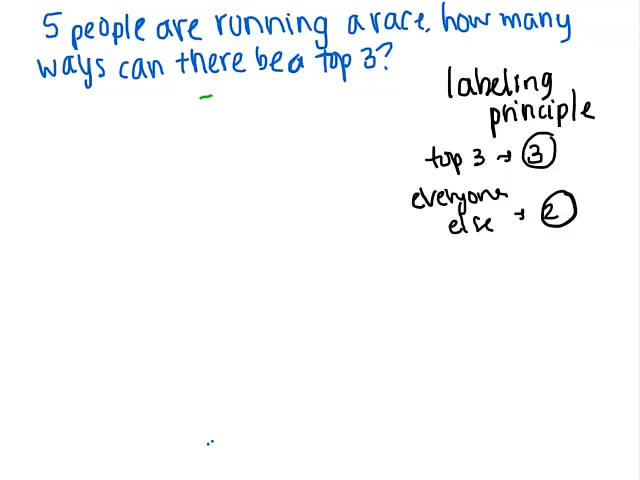 5 people are running a race, how many
ways can there be a top 3?
labeling
principle
top 3 → 3
everyone
else → 2